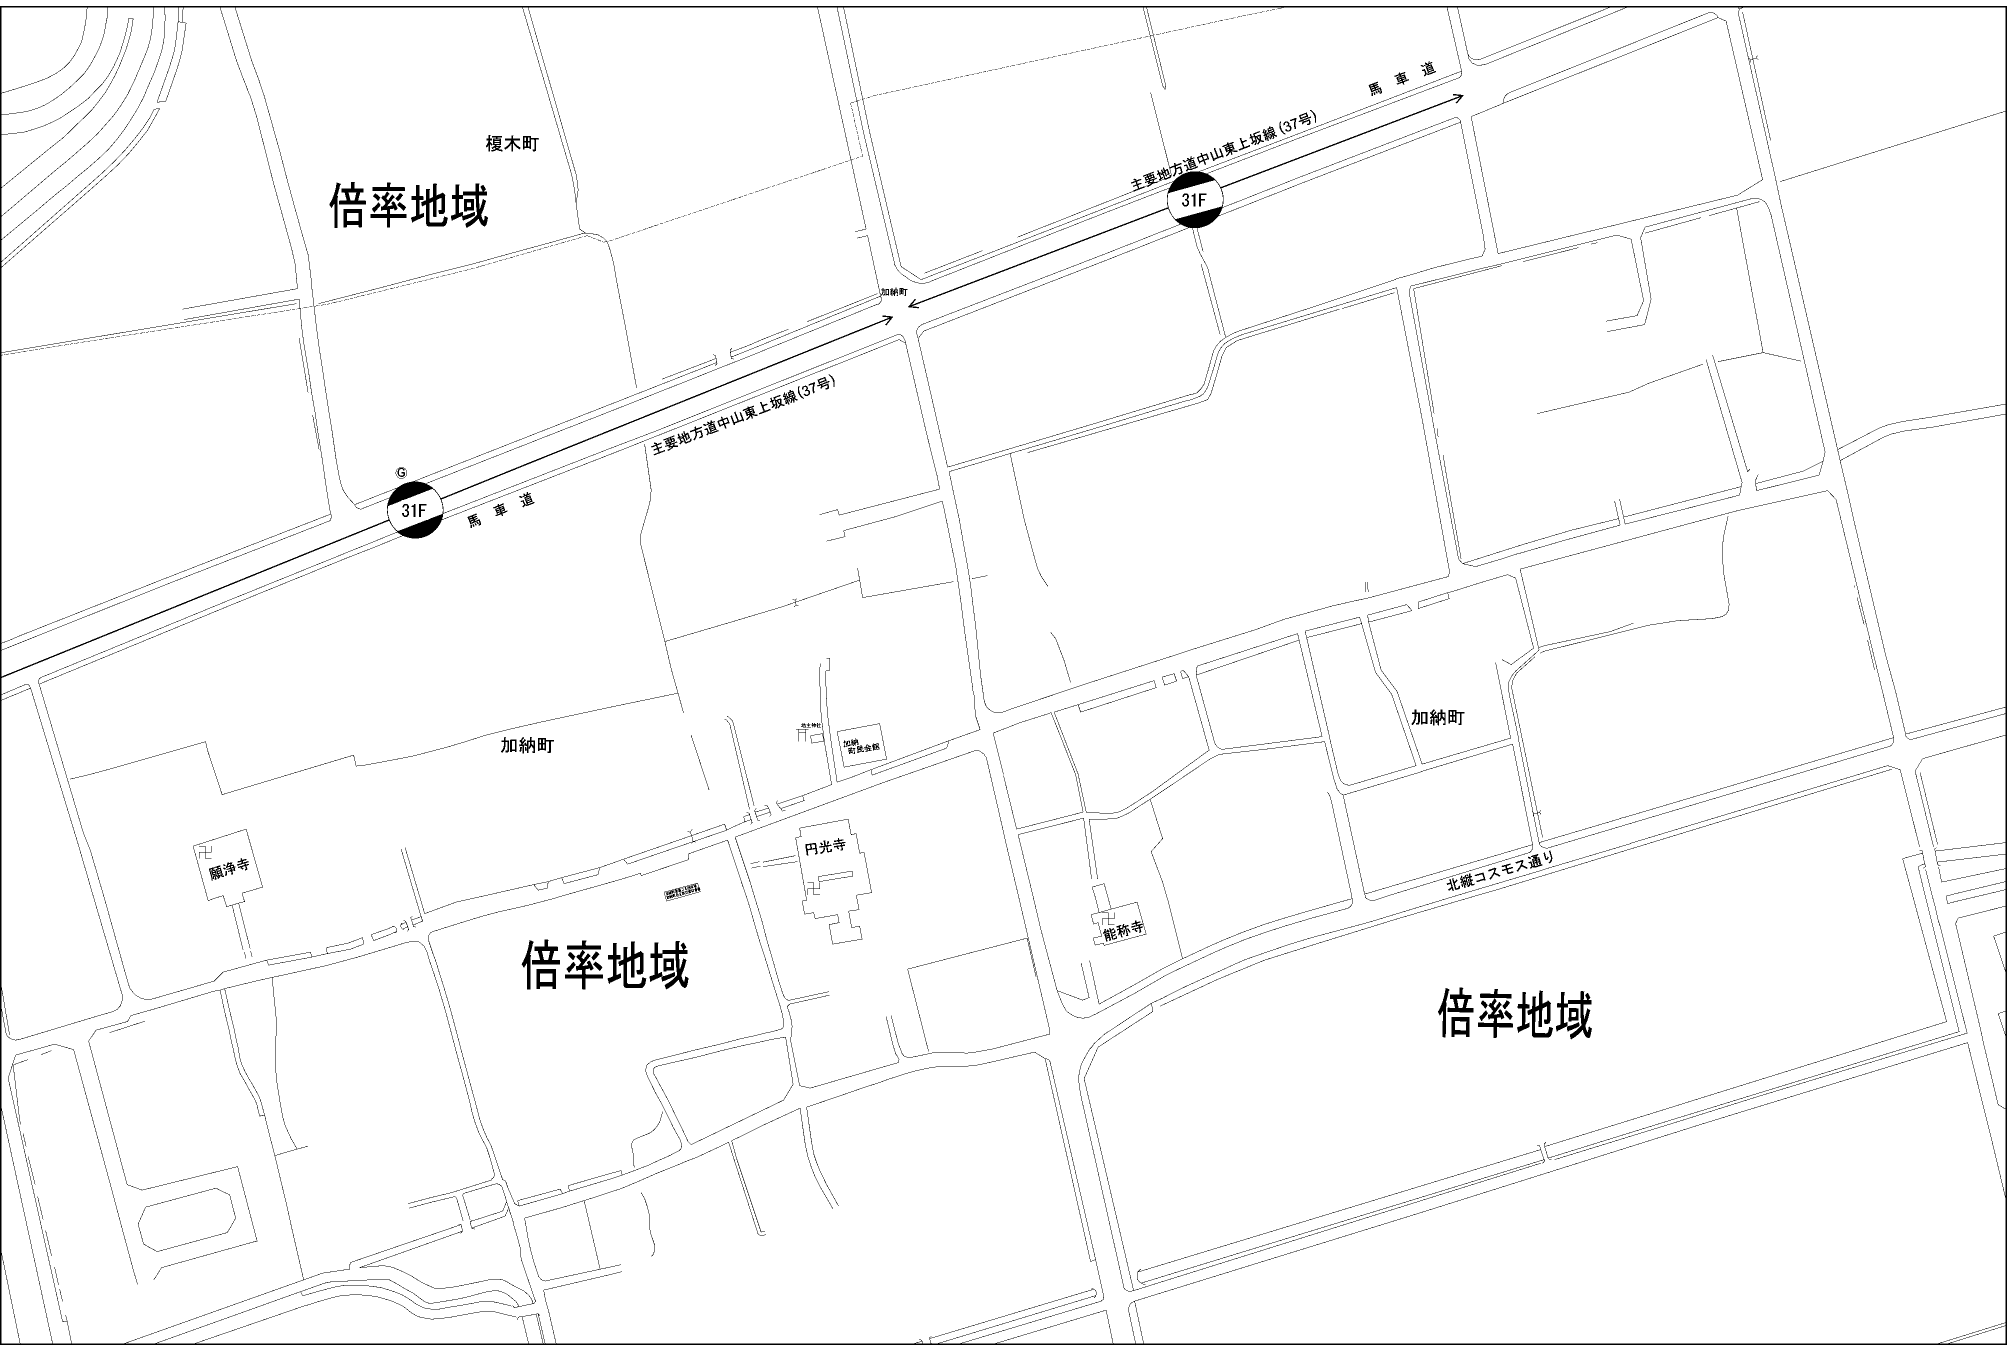 馬車道
主要地方道中山東上坂線(37号)
榎木町
倍率地域
31F
加納町
主要地方道中山東上坂線(37号)
G
31F
馬車道
加納町
地主神社
加納
町民会館
加納町
円光寺
願浄寺
北縦コスモス通り
能称寺
倍率地域
倍率地域